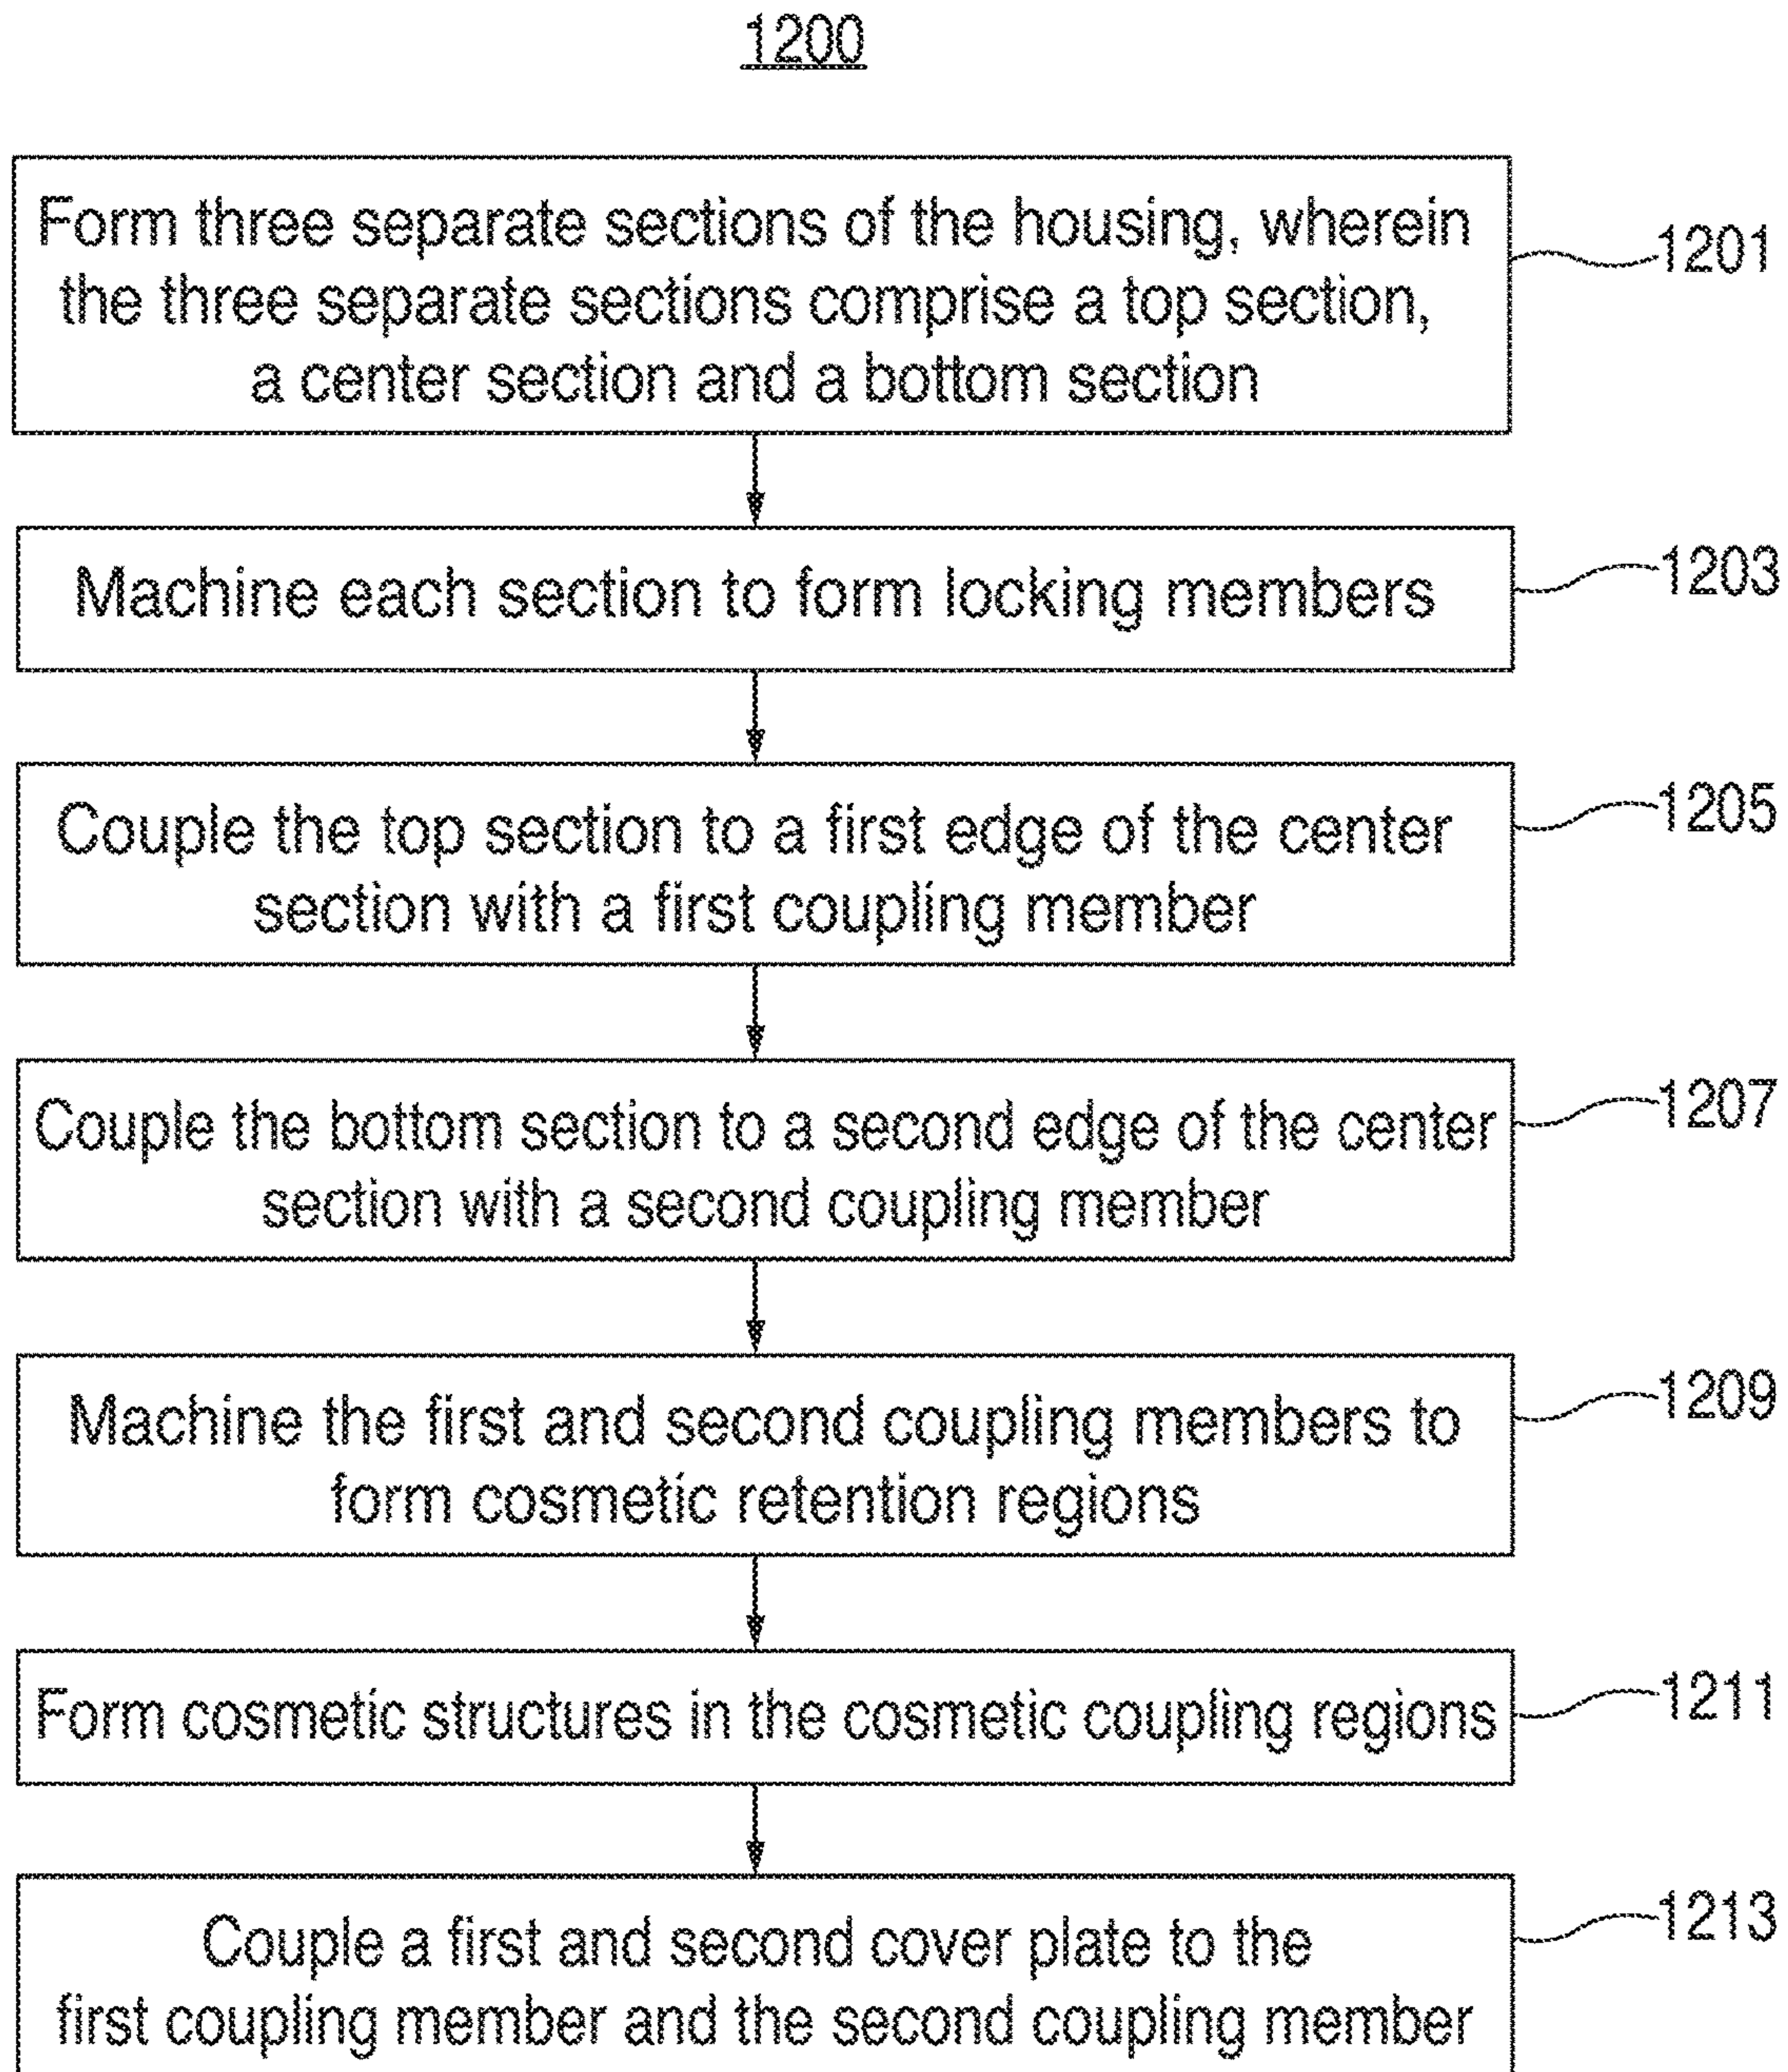 1200
Form three separate sections of the housing, wherein
the three separate sections comprise a top section,
a center section and a bottom section
1201
Machine each section to form locking members
1203
Couple the top section to a first edge of the center
section with a first coupling member
1205
Couple the bottom section to a second edge of the center
section with a second coupling member
1207
Machine the first and second coupling members to
form cosmetic retention regions
1209
Form cosmetic structures in the cosmetic coupling regions
1211
Couple a first and second cover plate to the
first coupling member and the second coupling member
1213